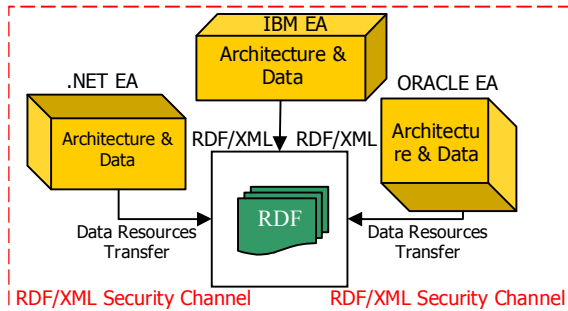 IBM EA
Architecture &
Data
.NET EA
Architecture &
Data
ORACLE EA
Architectu
re & Data
RDF/XML
RDF/XML
RDF
Data Resources
Transfer
Data Resources
Transfer
RDF/XML Security Channel
RDF/XML Security Channel